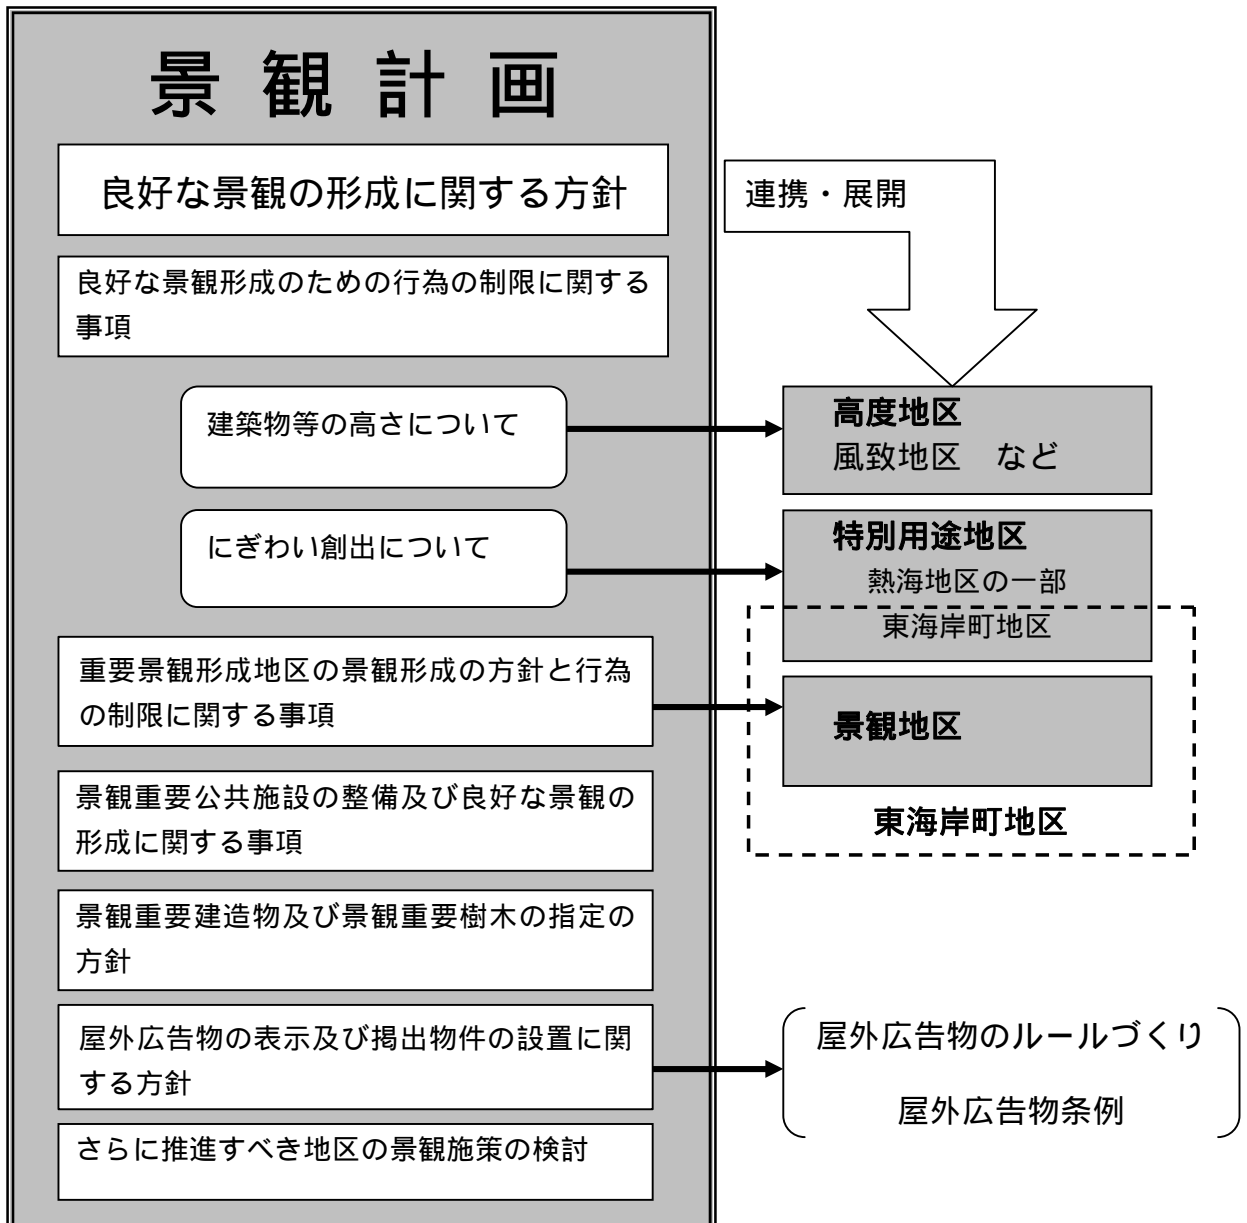 景観計画
良好な景観の形成に関する方針
良好な景観形成のための行為の制限に関する
事項
建築物等の高さについて
にぎわい創出について
重要景観形成地区の景観形成の方針と行為
の制限に関する事項
景観重要公共施設の整備及び良好な景観の
形成に関する事項
景観重要建造物及び景観重要樹木の指定の
方針
屋外広告物の表示及び掲出物件の設置に関
する方針
さらに推進すべき地区の景観施策の検討
連携・展開
高度地区
風致地区　など
特別用途地区
熱海地区の一部
東海岸町地区
景観地区
東海岸町地区
屋外広告物のルールづくり
屋外広告物条例